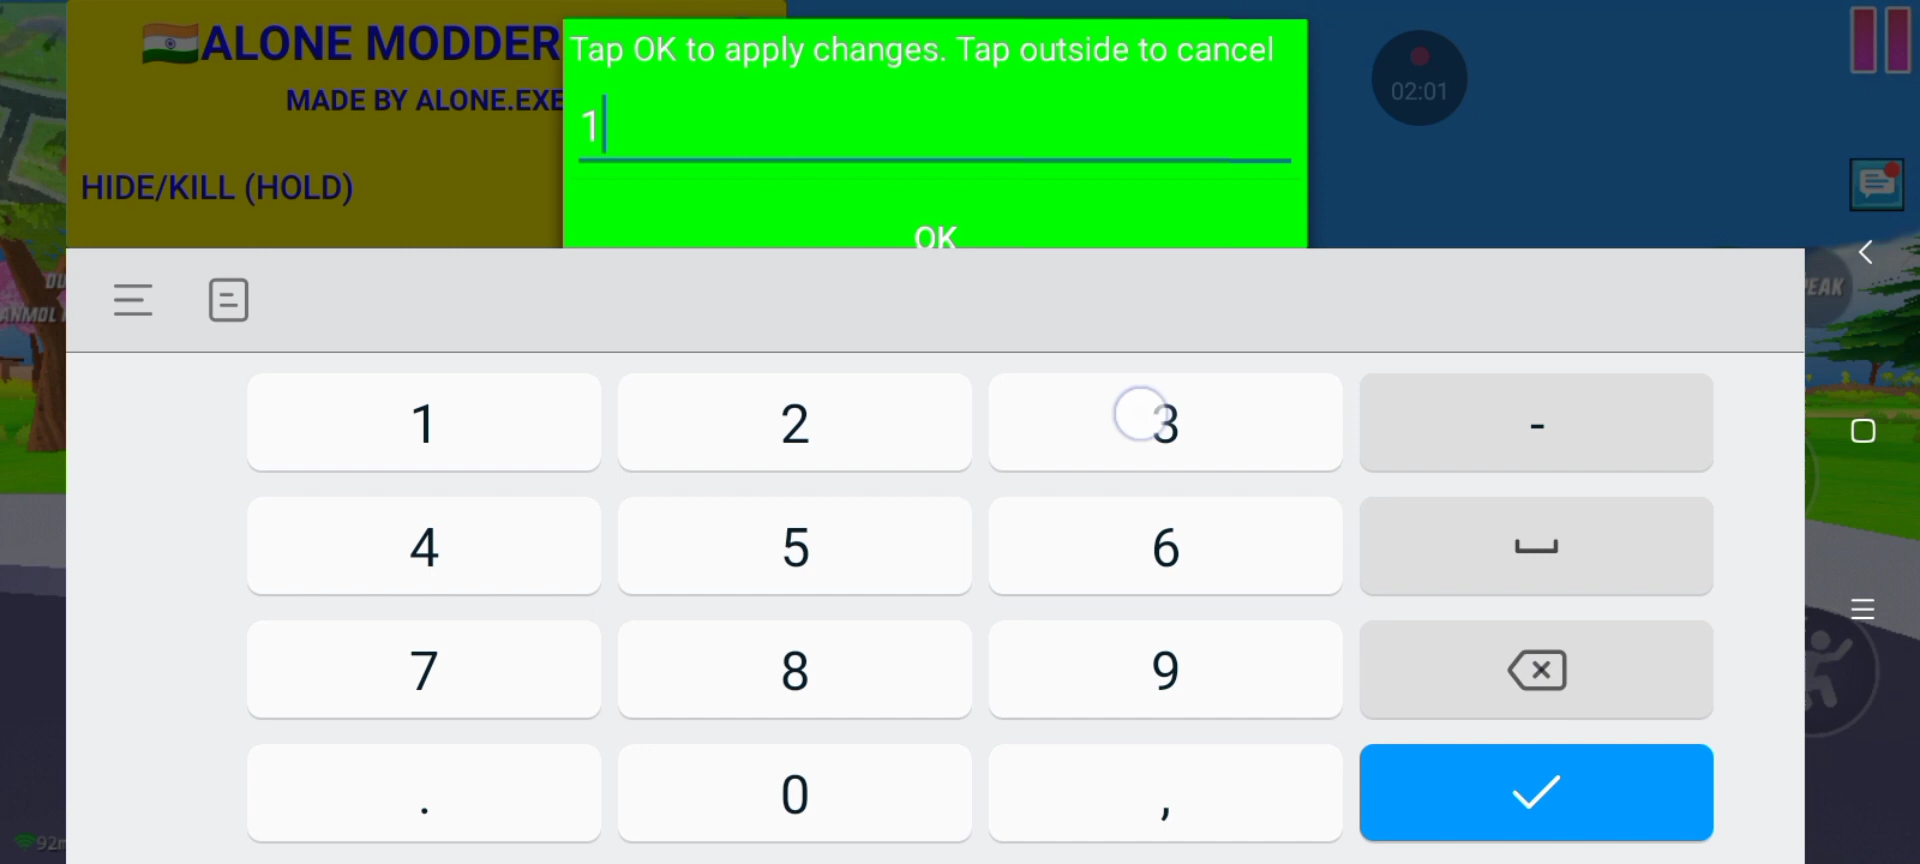 🇮🇳ALONE MODDER
MADE BY ALONE.EXE
HIDE/KILL (HOLD)
Tap OK to apply changes. Tap outside to cancel
1
OK
02:01
1 2 3 -
4 5 6
7 8 9
. 0 ,